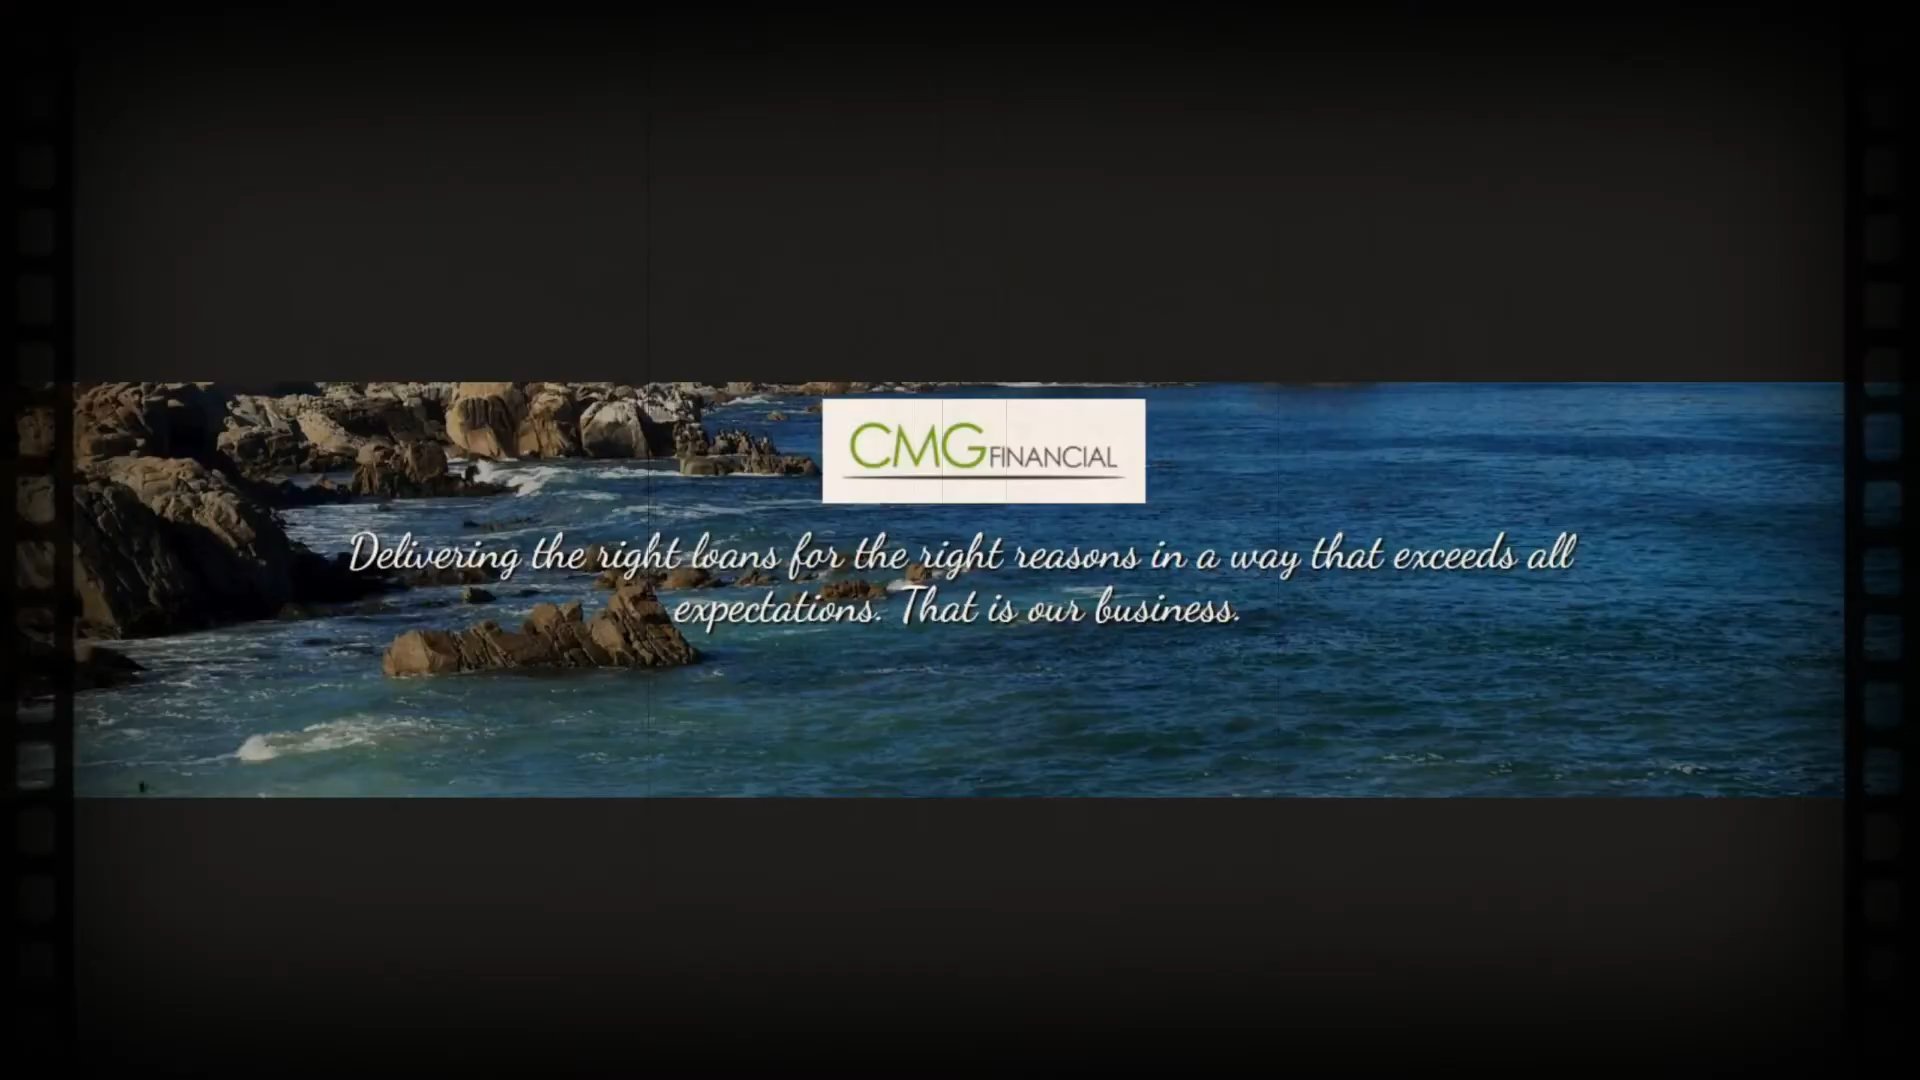 CMG FINANCIAL
Delivering the right loans for the right reasons in a way that exceeds all
expectations. That is our business.